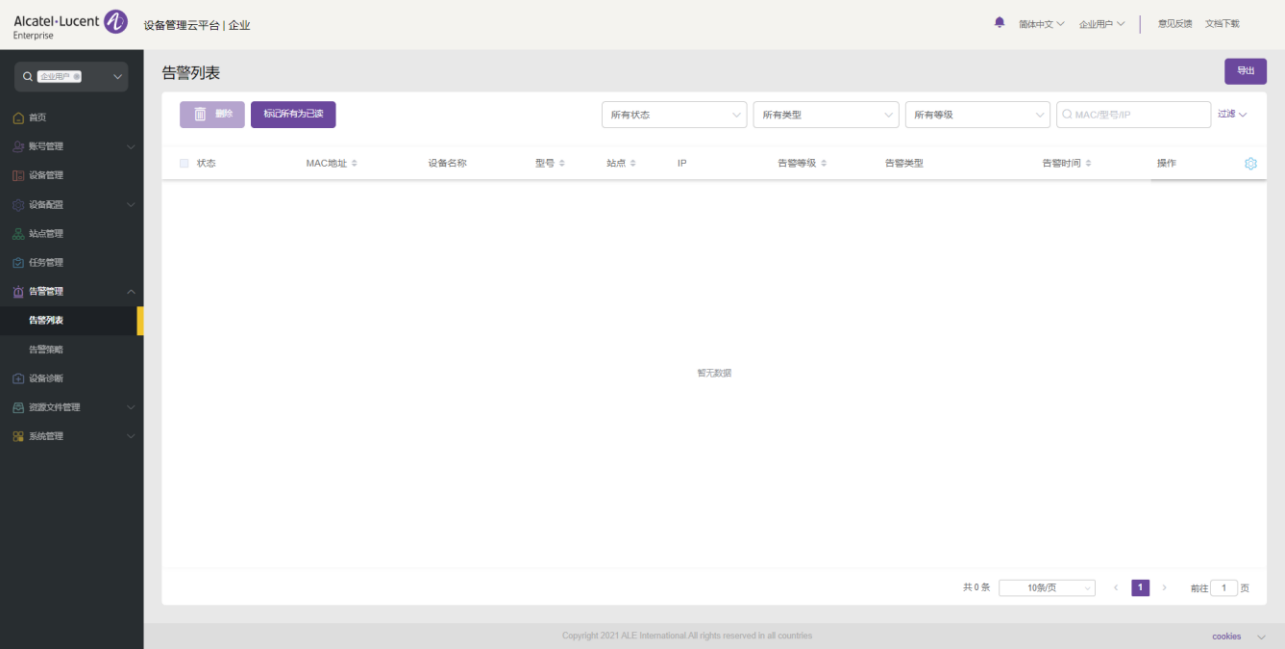 Alcatel·Lucent
Enterprise
设备管理云平台 | 企业
简体中文
企业用户
意见反馈
文档下载
企业用户
首页
账号管理
设备管理
设备配置
站点管理
任务管理
告警管理
告警列表
告警策略
设备诊断
资源文件管理
系统管理
告警列表
导出
删除
标记所有为已读
所有状态
所有类型
所有等级
MAC/型号/IP
过滤
状态
MAC地址
设备名称
型号
站点
IP
告警等级
告警类型
告警时间
操作
暂无数据
共 0 条
10条/页
1
前往 1 页
Copyright 2021 ALE International All rights reserved in all countries
cookies